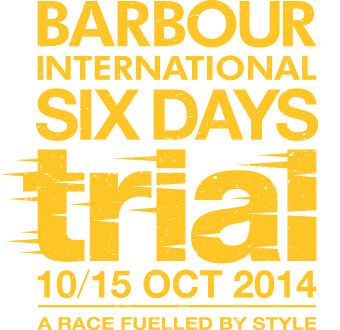 BARBOUR
INTERNATIONAL
SIX DAYS
trial
10/15 OCT 2014
A RACE FUELLED BY STYLE